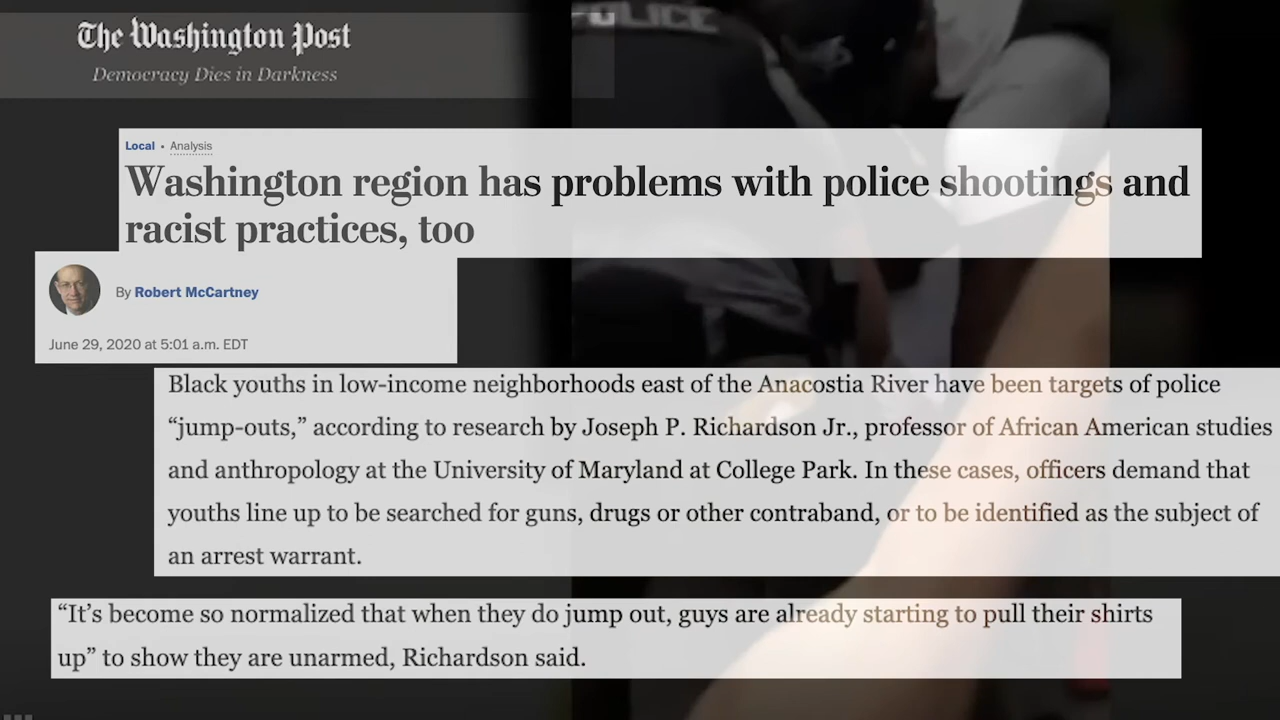 The Washington Post
Democracy Dies in Darkness
POLICE
Local • Analysis
Washington region has problems with police shootings and
racist practices, too
By Robert McCartney
June 29, 2020 at 5:01 a.m. EDT
Black youths in low-income neighborhoods east of the Anacostia River have been targets of police
“jump-outs,” according to research by Joseph P. Richardson Jr., professor of African American studies
and anthropology at the University of Maryland at College Park. In these cases, officers demand that
youths line up to be searched for guns, drugs or other contraband, or to be identified as the subject of
an arrest warrant.
“It’s become so normalized that when they do jump out, guys are already starting to pull their shirts
up” to show they are unarmed, Richardson said.